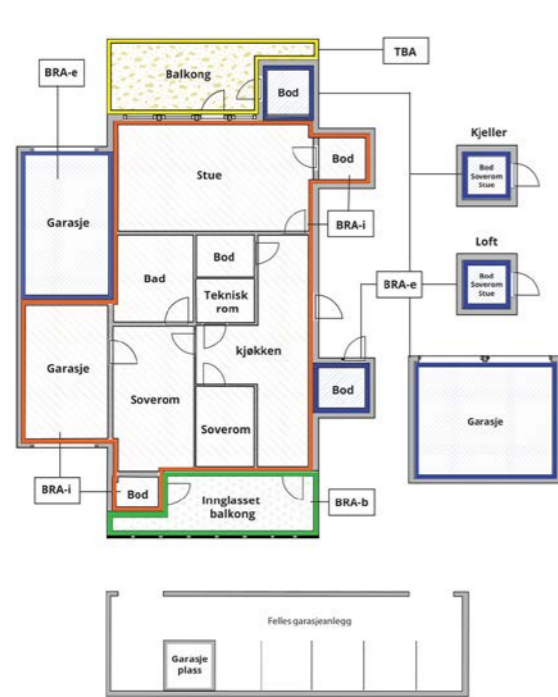 TBA
BRA-e
Balkong
Bod
Kjeller
Bod
Soverom
Stue
Stue
Bod
BRA-i
Garasje
Loft
Bad
Bod
Teknisk
rom
BRA-e
Bod
Soverom
Stue
kjøkken
Garasje
Soverom
Bod
Soverom
Garasje
BRA-i
Bod
Innglasset
balkong
BRA-b
Felles garasjeanlegg
Garasje
plass